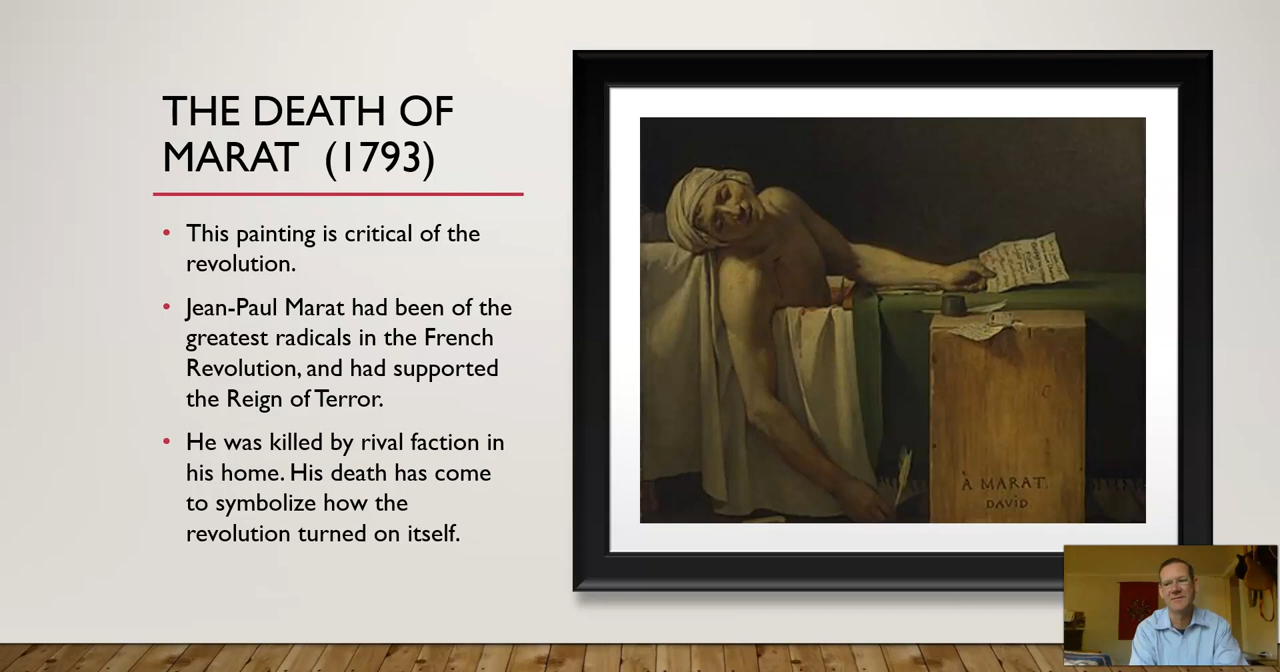 THE DEATH OF
MARAT (1793)
• This painting is critical of the
revolution.
• Jean-Paul Marat had been of the
greatest radicals in the French
Revolution, and had supported
the Reign of Terror.
• He was killed by rival faction in
his home. His death has come
to symbolize how the
revolution turned on itself.
À MARAT.
DAVID